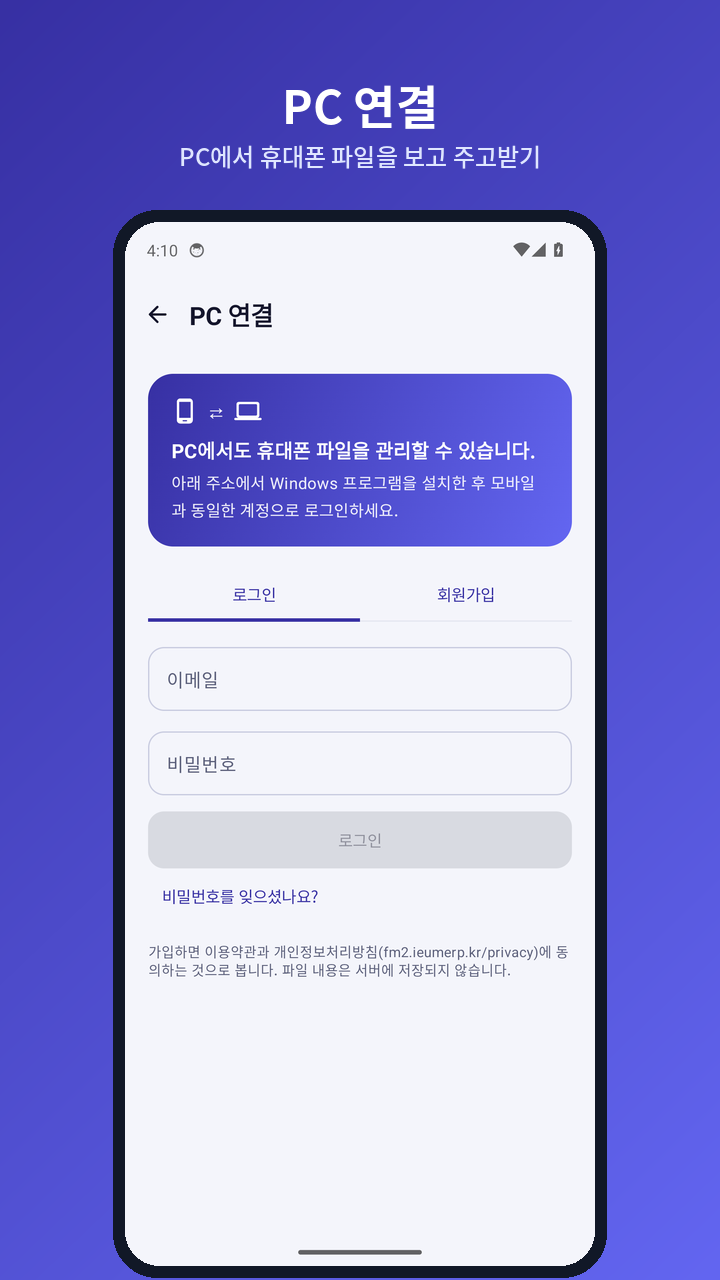 PC 연결
PC에서 휴대폰 파일을 보고 주고받기
4:10
PC 연결
PC에서도 휴대폰 파일을 관리할 수 있습니다.
아래 주소에서 Windows 프로그램을 설치한 후 모바일
과 동일한 계정으로 로그인하세요.
로그인
회원가입
이메일
비밀번호
로그인
비밀번호를 잊으셨나요?
가입하면 이용약관과 개인정보처리방침(fm2.ieumerp.kr/privacy)에 동
의하는 것으로 봅니다. 파일 내용은 서버에 저장되지 않습니다.